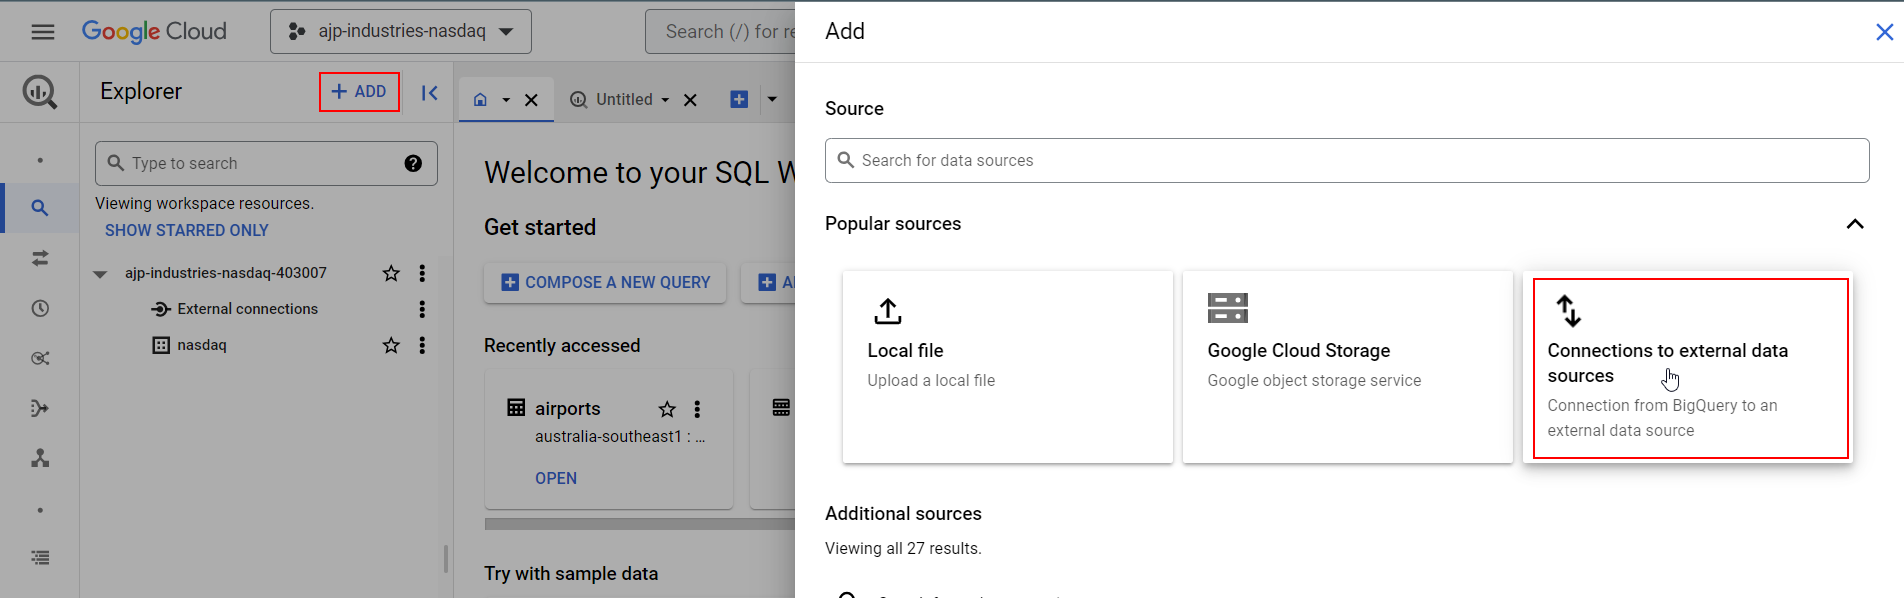 Google Cloud
ajp-industries-nasdaq
Search (/) for re
Explorer
+ ADD
Untitled
Type to search
Viewing workspace resources.
SHOW STARRED ONLY
ajp-industries-nasdaq-403007
External connections
nasdaq
Welcome to your SQL W
Get started
COMPOSE A NEW QUERY
Recently accessed
airports
australia-southeast1 : ...
OPEN
Try with sample data
Add
Source
Search for data sources
Popular sources
Local file
Upload a local file
Google Cloud Storage
Google object storage service
Connections to external data
sources
Connection from BigQuery to an
external data source
Additional sources
Viewing all 27 results.